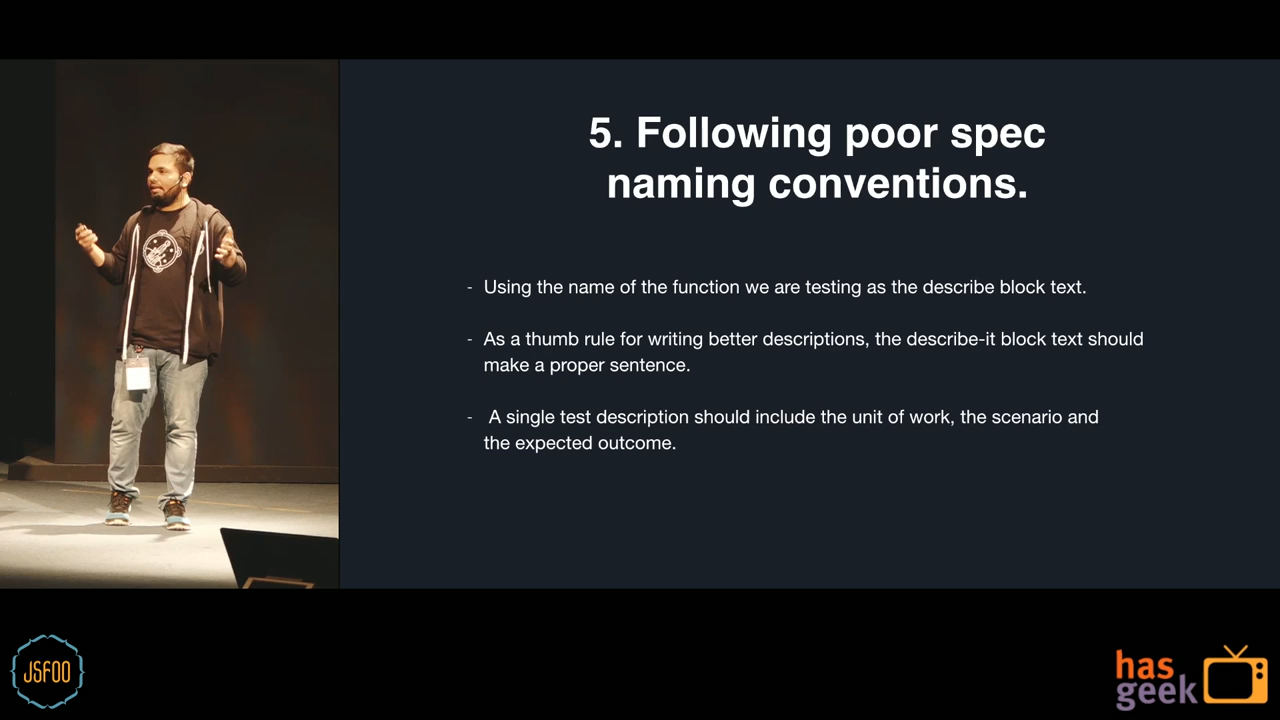 5. Following poor spec
naming conventions.
- Using the name of the function we are testing as the describe block text.
- As a thumb rule for writing better descriptions, the describe-it block text should
make a proper sentence.
- A single test description should include the unit of work, the scenario and
the expected outcome.
JSFOO
has
geek